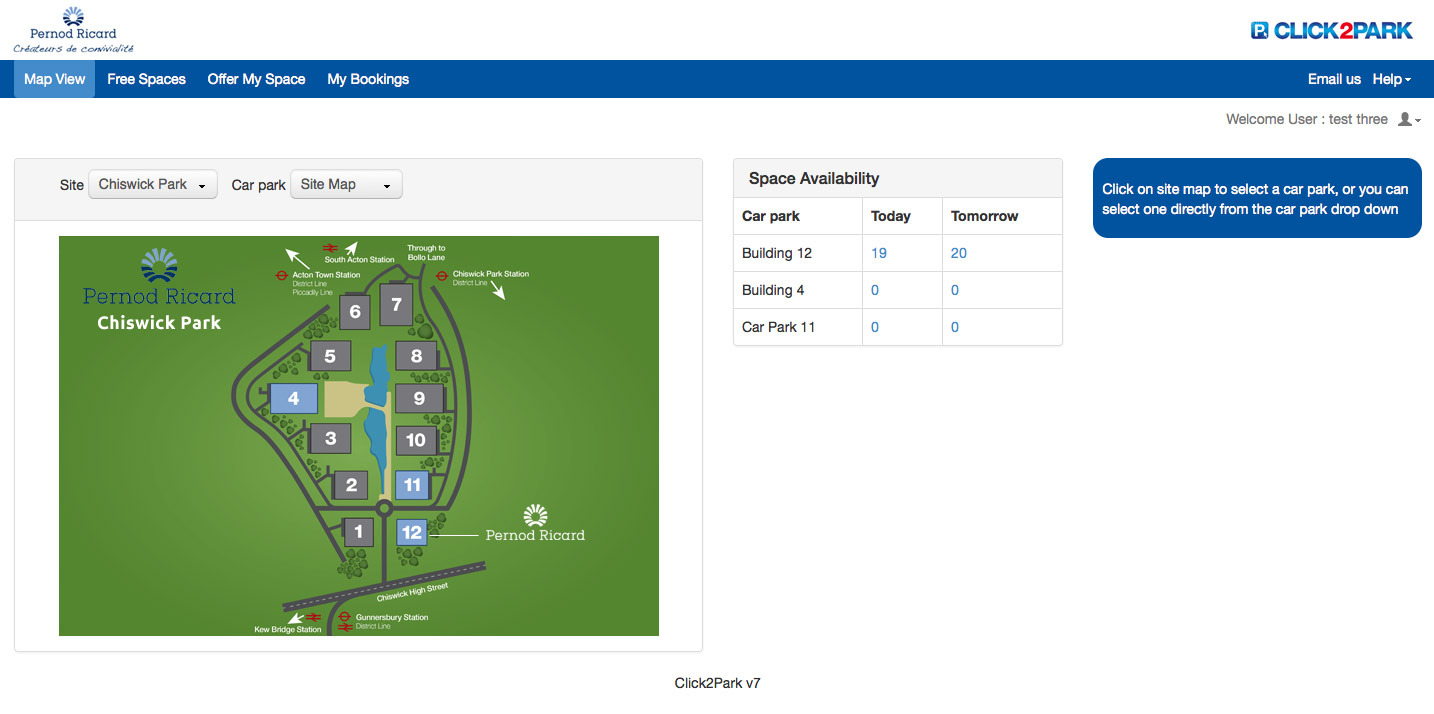 Pernod Ricard
Créateurs de convivialité
CLICK2PARK
Map View Free Spaces Offer My Space My Bookings Email us Help
Welcome User : test three
Site Chiswick Park Car park Site Map
Space Availability
Car park Today Tomorrow
Building 12 19 20
Building 4 0 0
Car Park 11 0 0
Click on site map to select a car park, or you can
select one directly from the car park drop down
Pernod Ricard
Chiswick Park
South Acton Station
Through to
Bollo Lane
Acton Town Station
District Line
Piccadilly Line
Chiswick Park Station
District Line
7
6
5
8
4
9
3
10
2
11
1
12
Pernod Ricard
Chiswick High Street
Gunnersbury Station
District Line
Kew Bridge Station
Click2Park v7